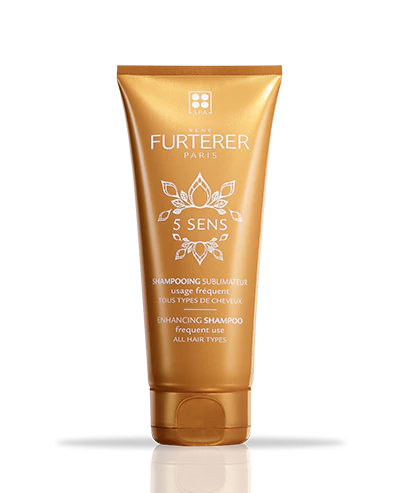 SPA
RENE
FURTERER
PARIS
5 SENS
SHAMPOOING SUBLIMATEUR
usage fréquent
TOUS TYPES DE CHEVEUX
ENHANCING SHAMPOO
frequent use
ALL HAIR TYPES